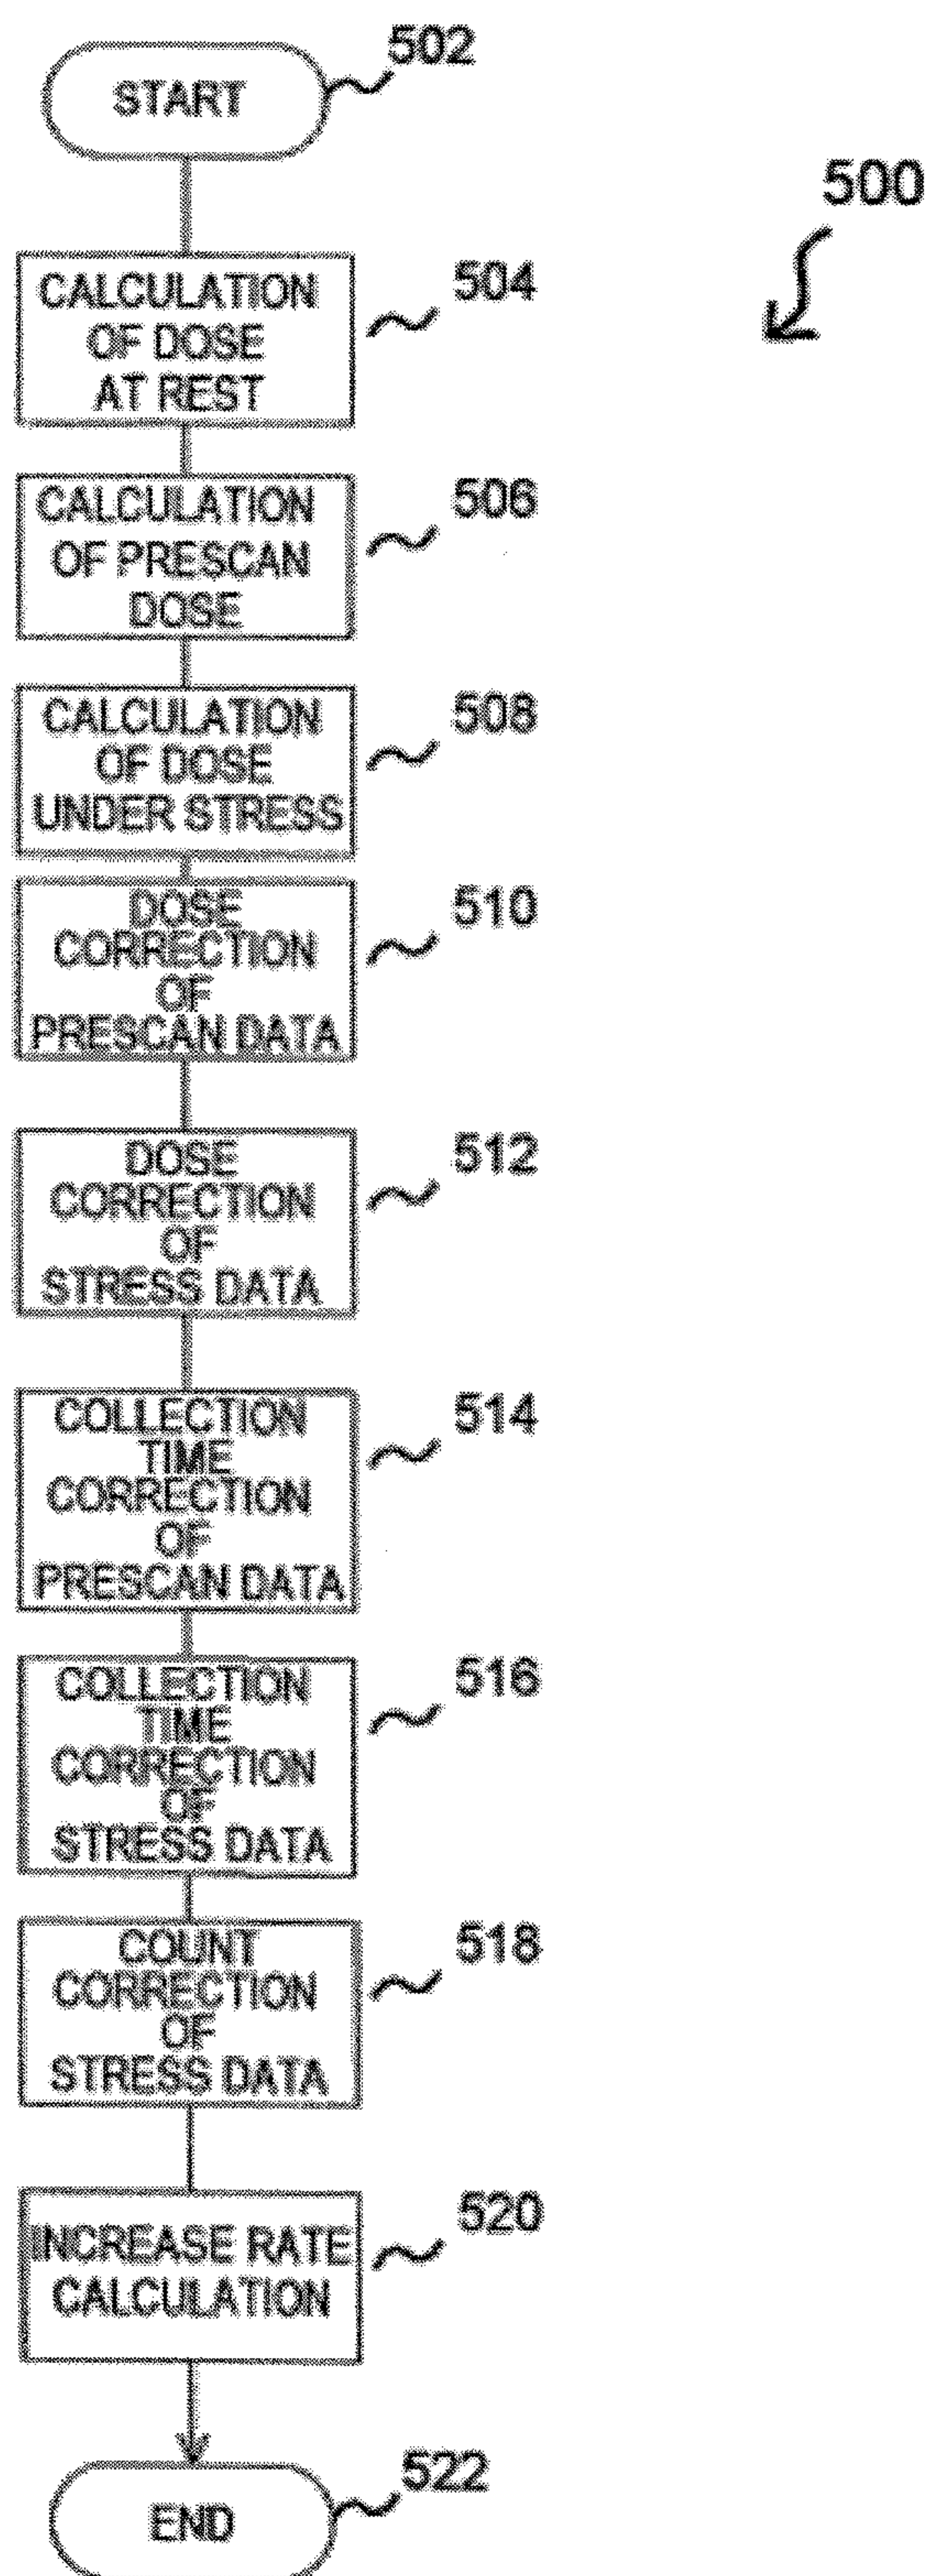 502
START
500
504
CALCULATION
OF DOSE
AT REST
506
CALCULATION
OF PRESCAN
DOSE
508
CALCULATION
OF DOSE
UNDER STRESS
510
DOSE
CORRECTION
OF
PRESCAN DATA
512
DOSE
CORRECTION
OF
STRESS DATA
514
COLLECTION
TIME
CORRECTION
OF
PRESCAN DATA
516
COLLECTION
TIME
CORRECTION
OF
STRESS DATA
518
COUNT
CORRECTION
OF
STRESS DATA
520
INCREASE RATE
CALCULATION
522
END